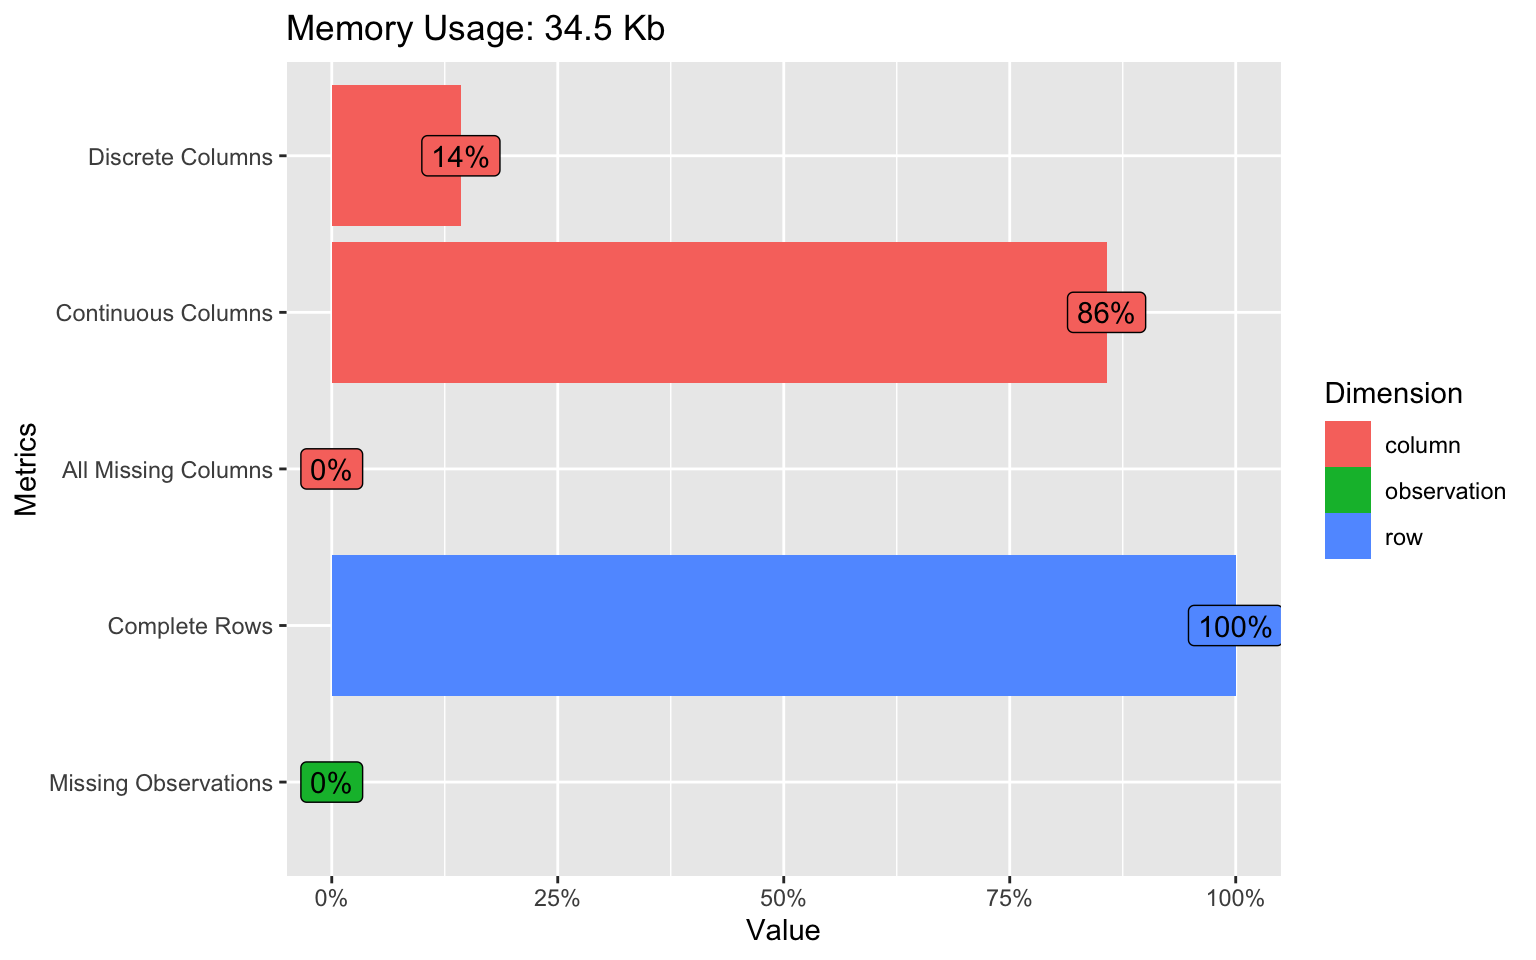 Memory Usage: 34.5 Kb
Discrete Columns
14%
Continuous Columns
86%
All Missing Columns
0%
Complete Rows
100%
Missing Observations
0%
Metrics
0%
25%
50%
75%
100%
Value
Dimension
column
observation
row